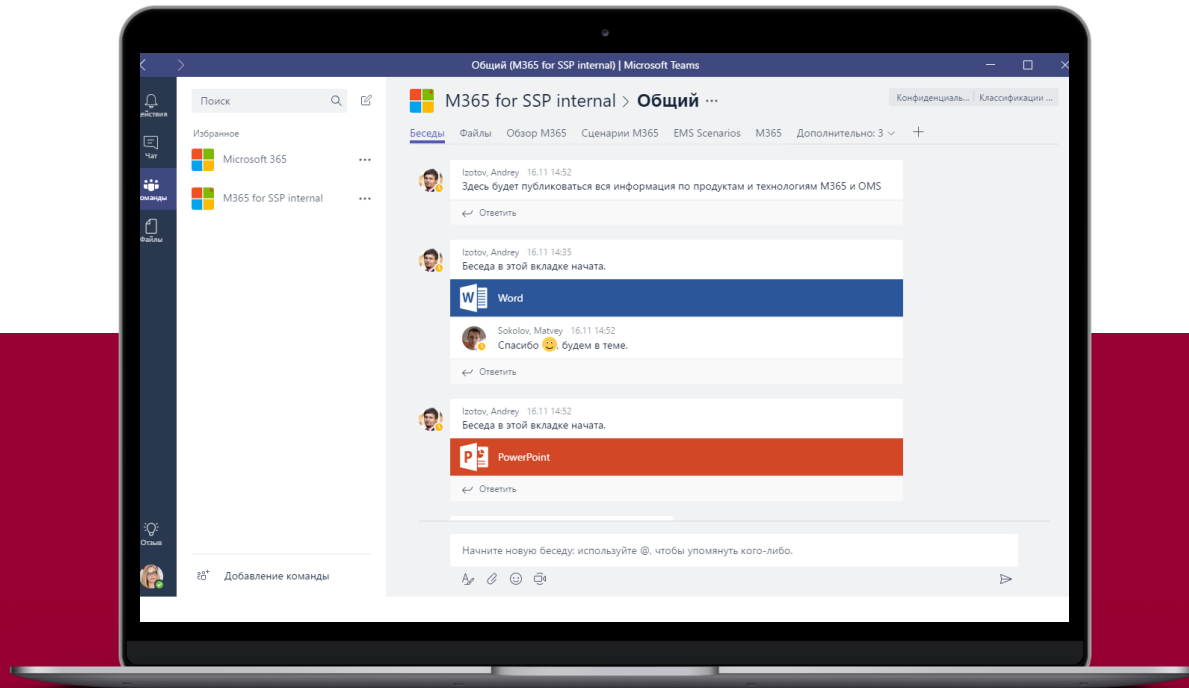 Общий (M365 for SSP internal) | Microsoft Teams
Поиск
M365 for SSP internal > Общий ...
Конфиденциаль... Классификации ...
ействия
Чат
оманды
Файлы
Отзыв
Избранное
Microsoft 365 ...
M365 for SSP internal ...
Добавление команды
Беседы Файлы Обзор M365 Сценарии M365 EMS Scenarios M365 Дополнительно: 3
Izotov, Andrey 16.11 14:52
Здесь будет публиковаться вся информация по продуктам и технологиям M365 и OMS
Ответить
Izotov, Andrey 16.11 14:35
Беседа в этой вкладке начата.
W Word
Sokolov, Matvey 16.11 14:52
Спасибо 🙂, будем в теме.
Ответить
Izotov, Andrey 16.11 14:52
Беседа в этой вкладке начата.
P PowerPoint
Ответить
Начните новую беседу: используйте @, чтобы упомянуть кого-либо.